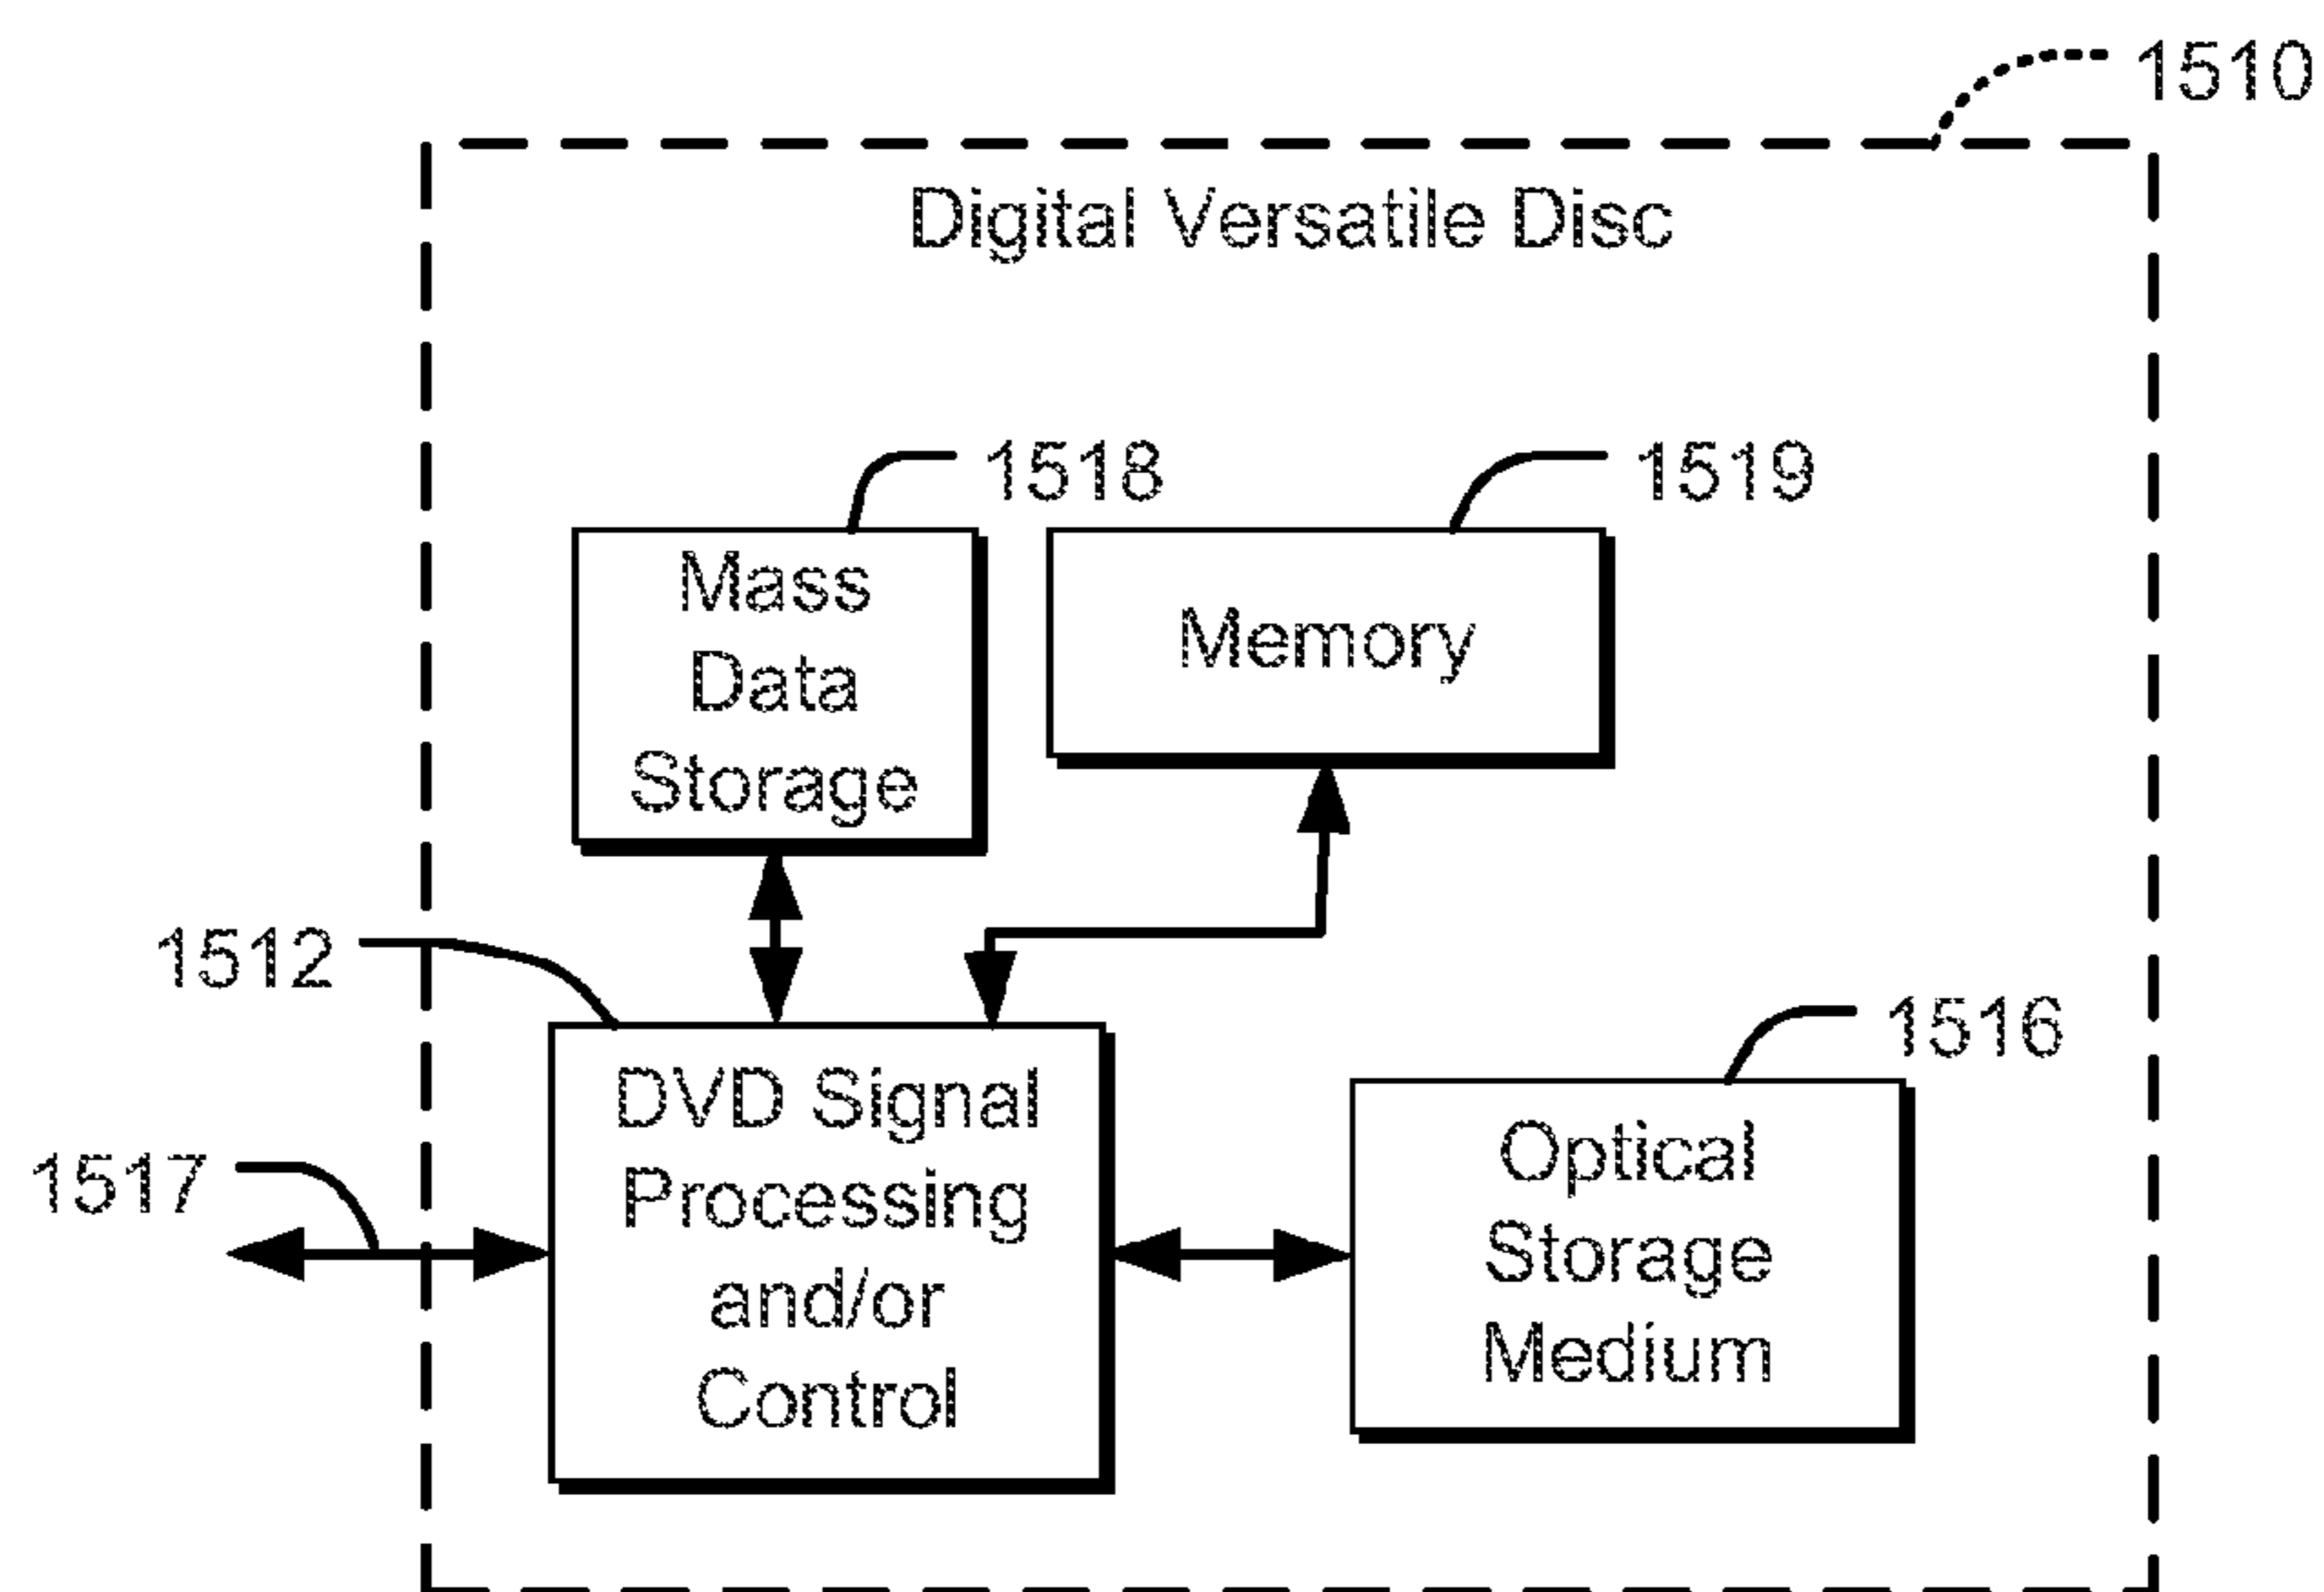 1510
Digital Versatile Disc
1518
1519
Mass
Data
Storage
Memory
1512
1516
DVD Signal
Processing
and/or
Control
1517
Optical
Storage
Medium